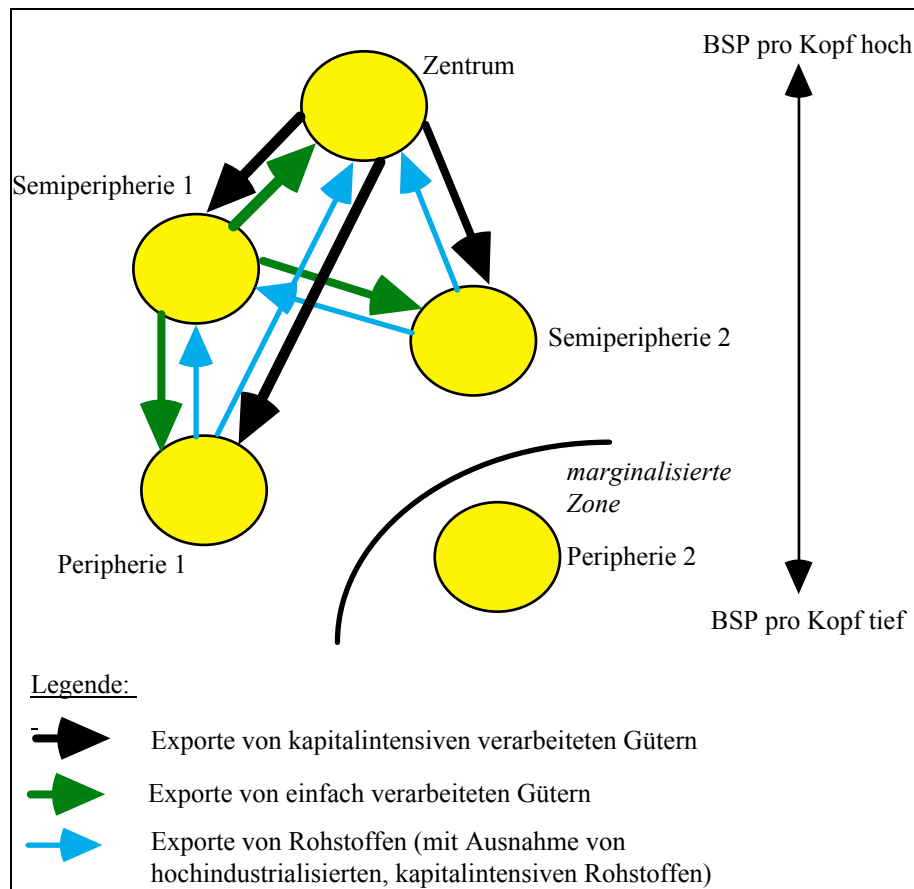 BSP pro Kopf hoch
Zentrum
Semiperipherie 1
Semiperipherie 2
marginalisierte
Zone
Peripherie 1
Peripherie 2
BSP pro Kopf tief
Legende:
Exporte von kapitalintensiven verarbeiteten Gütern
Exporte von einfach verarbeiteten Gütern
Exporte von Rohstoffen (mit Ausnahme von
hochindustrialisierten, kapitalintensiven Rohstoffen)